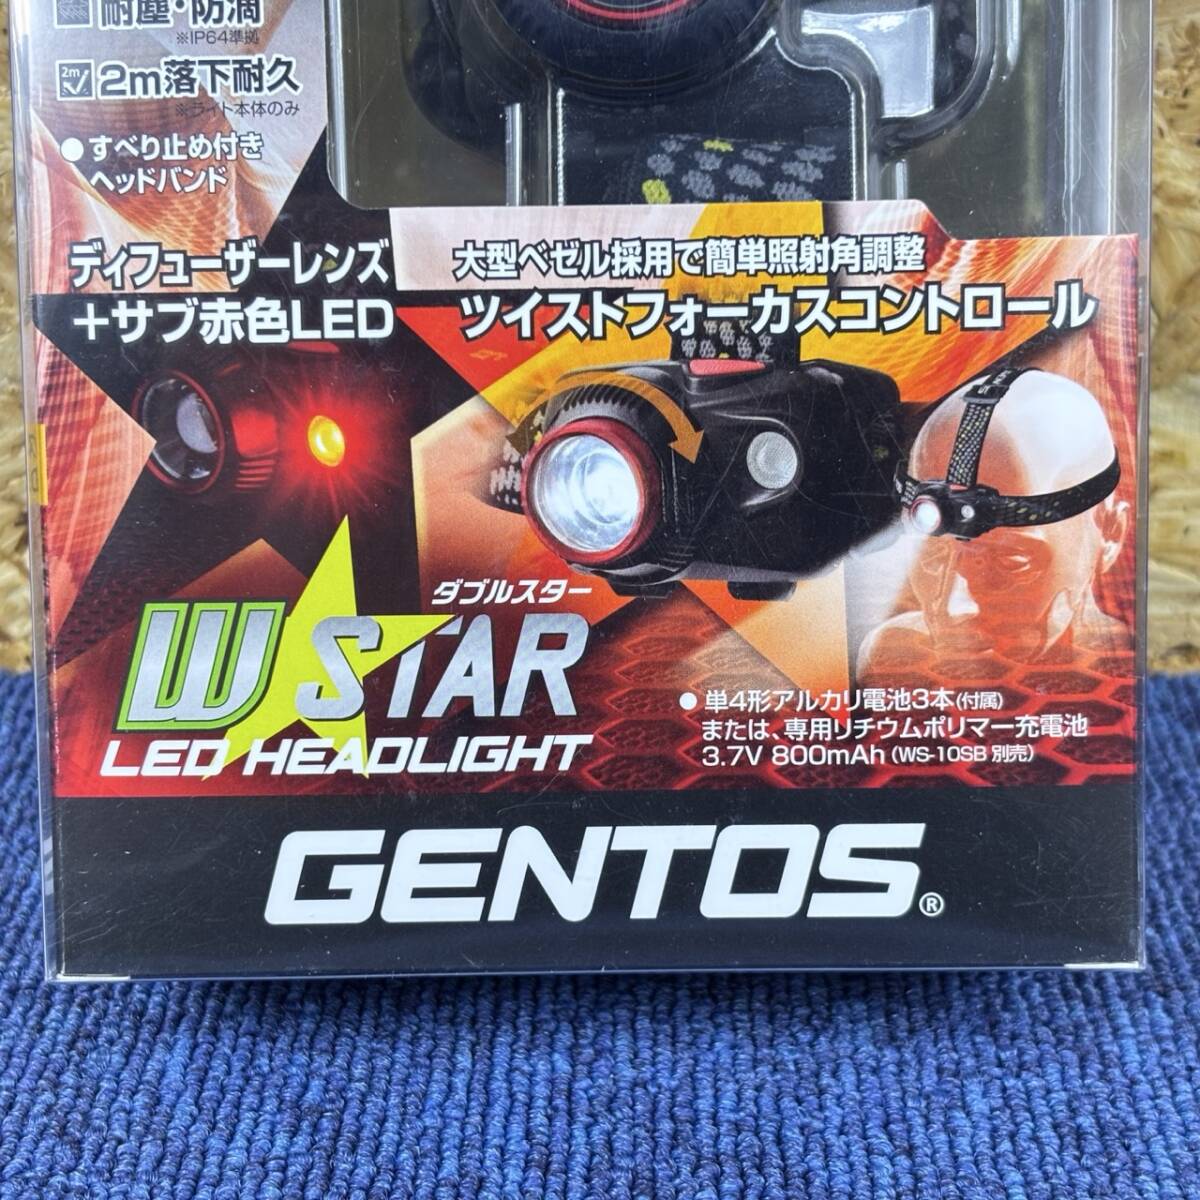 耐塵・防滴
※IP64準拠
2m
2m落下耐久
※ライト本体のみ
●すべり止め付き
ヘッドバンド
ディフューザーレンズ
+サブ赤色LED
大型ベゼル採用で簡単照射角調整
ツイストフォーカスコントロール
ダブルスター
W STAR
LED HEADLIGHT
●単4形アルカリ電池3本(付属)
または、専用リチウムポリマー充電池
3.7V 800mAh (WS-10SB 別売)
GENTOS®